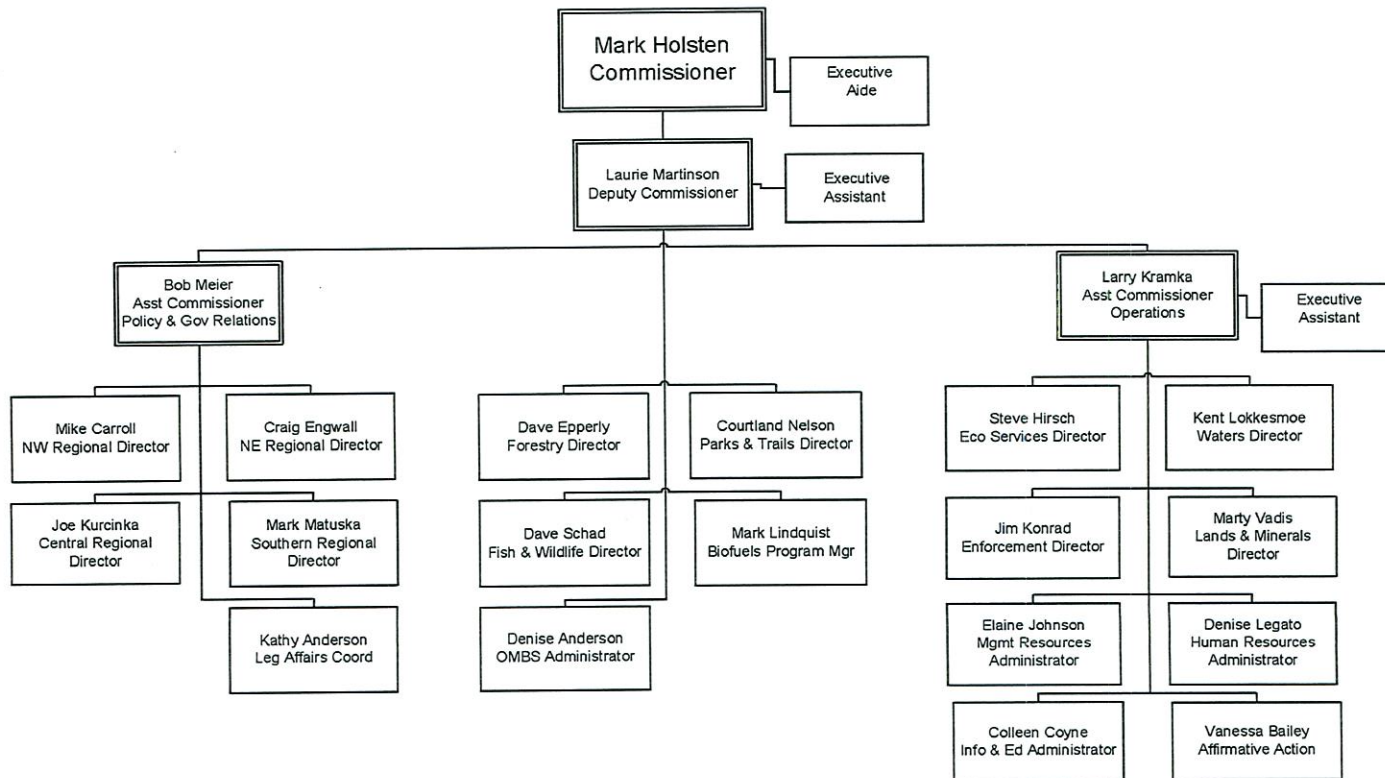 Mark Holsten
Commissioner
Executive
Aide
Laurie Martinson
Deputy Commissioner
Executive
Assistant
Bob Meier
Asst Commissioner
Policy & Gov Relations
Larry Kramka
Asst Commissioner
Operations
Executive
Assistant
Mike Carroll
NW Regional Director
Craig Engwall
NE Regional Director
Dave Epperly
Forestry Director
Courtland Nelson
Parks & Trails Director
Steve Hirsch
Eco Services Director
Kent Lokkesmoe
Waters Director
Joe Kurcinka
Central Regional
Director
Mark Matuska
Southern Regional
Director
Dave Schad
Fish & Wildlife Director
Mark Lindquist
Biofuels Program Mgr
Jim Konrad
Enforcement Director
Marty Vadis
Lands & Minerals
Director
Kathy Anderson
Leg Affairs Coord
Denise Anderson
OMBS Administrator
Elaine Johnson
Mgmt Resources
Administrator
Denise Legato
Human Resources
Administrator
Colleen Coyne
Info & Ed Administrator
Vanessa Bailey
Affirmative Action